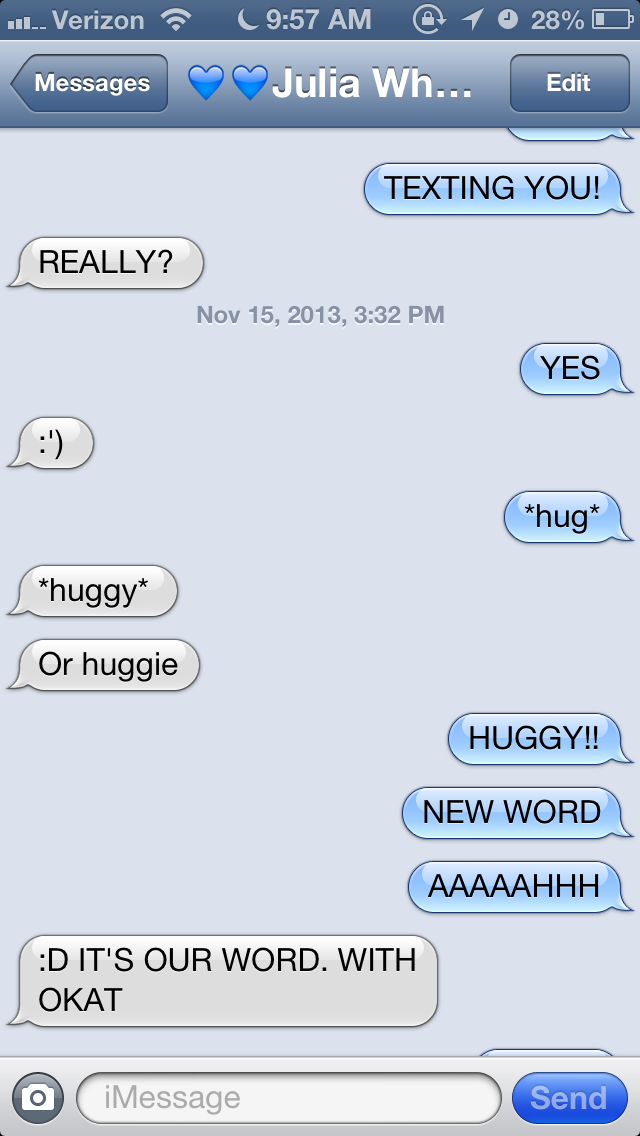 Verizon 9:57 AM 28%
Messages 💙💙Julia Wh... Edit
TEXTING YOU!
REALLY?
Nov 15, 2013, 3:32 PM
YES
:')
*hug*
*huggy*
Or huggie
HUGGY!!
NEW WORD
AAAAAHHH
:D IT'S OUR WORD. WITH
OKAT
iMessage Send